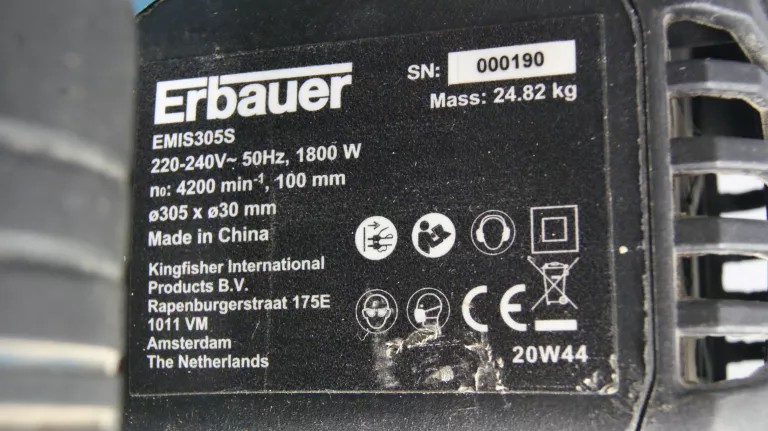 Erbauer
SN: 000190
Mass: 24.82 kg
EMIS305S
220-240V~ 50Hz, 1800 W
n₀: 4200 min⁻¹, 100 mm
ø305 x ø30 mm
Made in China
Kingfisher International
Products B.V.
Rapenburgerstraat 175E
1011 VM
Amsterdam
The Netherlands
CE
20W44